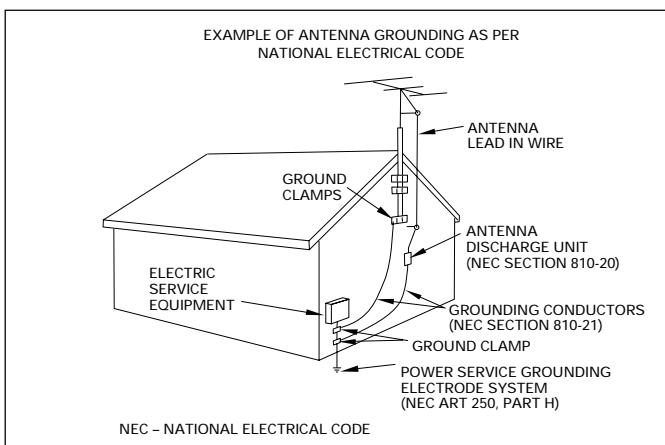 EXAMPLE OF ANTENNA GROUNDING AS PER
NATIONAL ELECTRICAL CODE
ANTENNA
LEAD IN WIRE
GROUND
CLAMPS
ANTENNA
DISCHARGE UNIT
(NEC SECTION 810-20)
ELECTRIC
SERVICE
EQUIPMENT
GROUNDING CONDUCTORS
(NEC SECTION 810-21)
GROUND CLAMP
POWER SERVICE GROUNDING
ELECTRODE SYSTEM
(NEC ART 250, PART H)
NEC – NATIONAL ELECTRICAL CODE